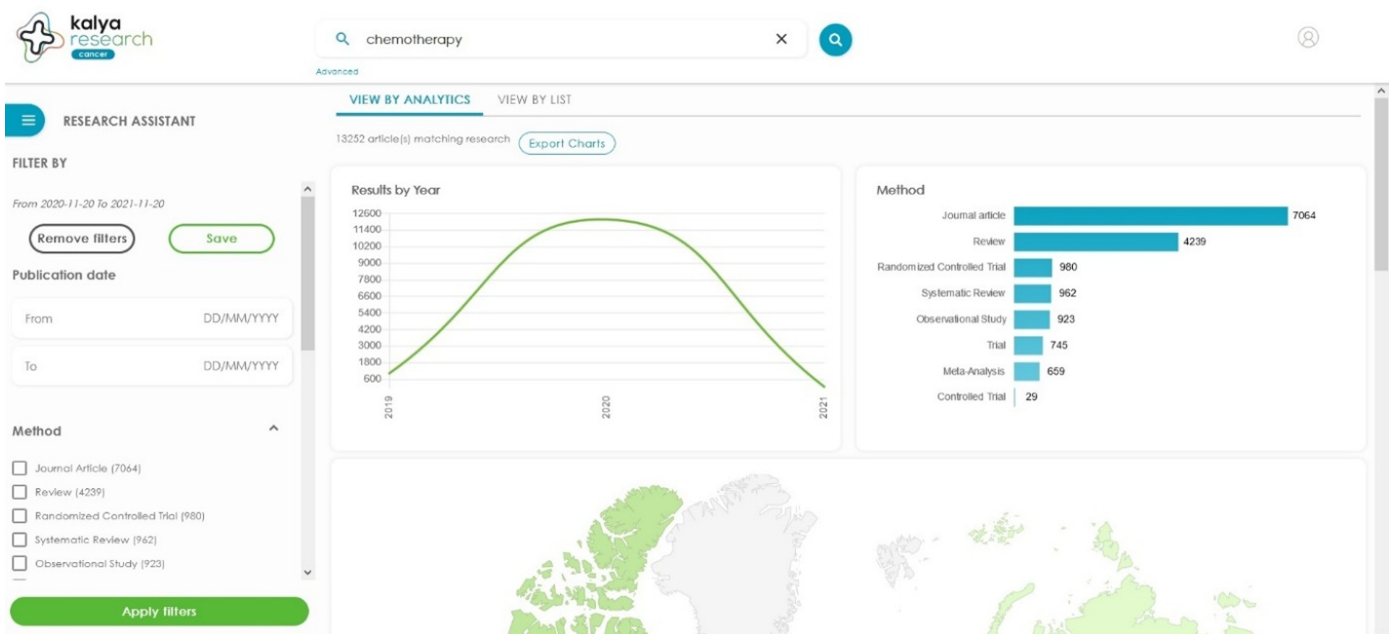 kalya
research
cancer
chemotherapy
Advanced
RESEARCH ASSISTANT
FILTER BY
From 2020-11-20 To 2021-11-20
Remove filters Save
Publication date
From DD/MM/YYYY
To DD/MM/YYYY
Method
Journal Article (7064)
Review (4239)
Randomized Controlled Trial (980)
Systematic Review (962)
Observational Study (923)
Apply filters
VIEW BY ANALYTICS VIEW BY LIST
13252 article(s) matching research Export Charts
Results by Year
12600
11400
10200
9000
7800
6600
5400
4200
3000
1800
600
2019 2020 2021
Method
Journal article 7064
Review 4239
Randomized Controlled Trial 980
Systematic Review 962
Observational Study 923
Trial 745
Meta-Analysis 659
Controlled Trial 29